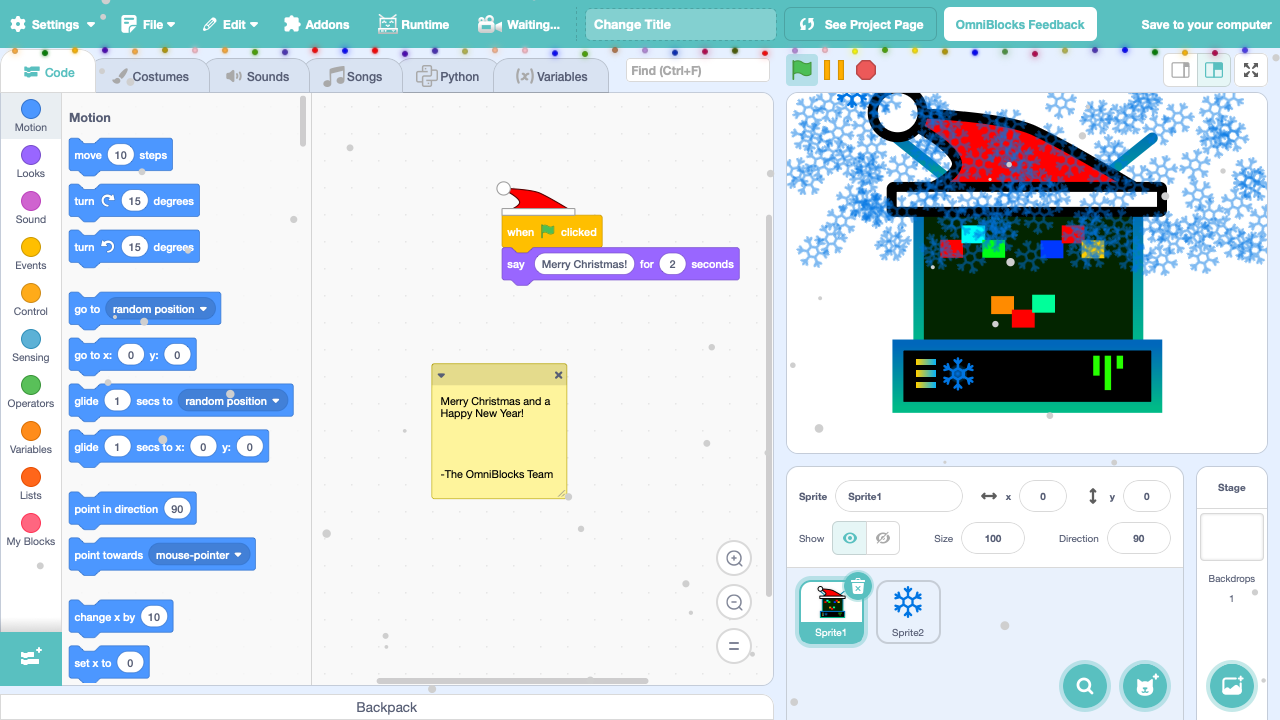 Settings File Edit Addons Runtime Waiting... Change Title See Project Page OmniBlocks Feedback Save to your computer
Code Costumes Sounds Songs Python (x) Variables Find (Ctrl+F)
Motion
Looks
Sound
Events
Control
Sensing
Operators
Variables
Lists
My Blocks
Motion
move 10 steps
turn 15 degrees
turn 15 degrees
go to random position
go to x: 0 y: 0
glide 1 secs to random position
glide 1 secs to x: 0 y: 0
point in direction 90
point towards mouse-pointer
change x by 10
set x to 0
when clicked
say Merry Christmas! for 2 seconds
Merry Christmas and a
Happy New Year!
-The OmniBlocks Team
Backpack
Sprite Sprite1 x 0 y 0
Show Size 100 Direction 90
Sprite1
Sprite2
Stage
Backdrops
1